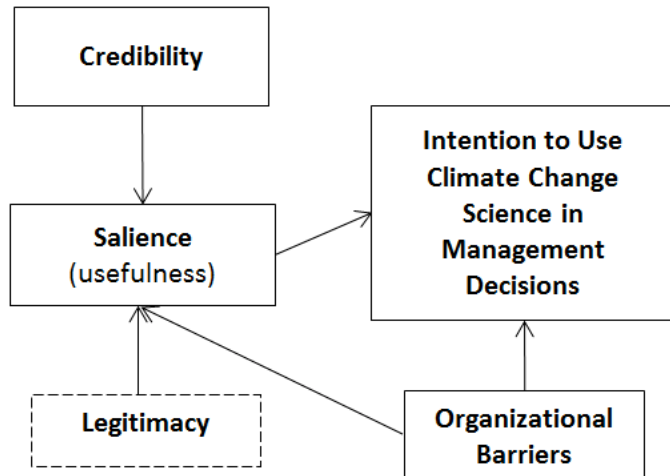 Credibility
Intention to Use
Climate Change
Science in
Management
Decisions
Salience
(usefulness)
Legitimacy
Organizational
Barriers